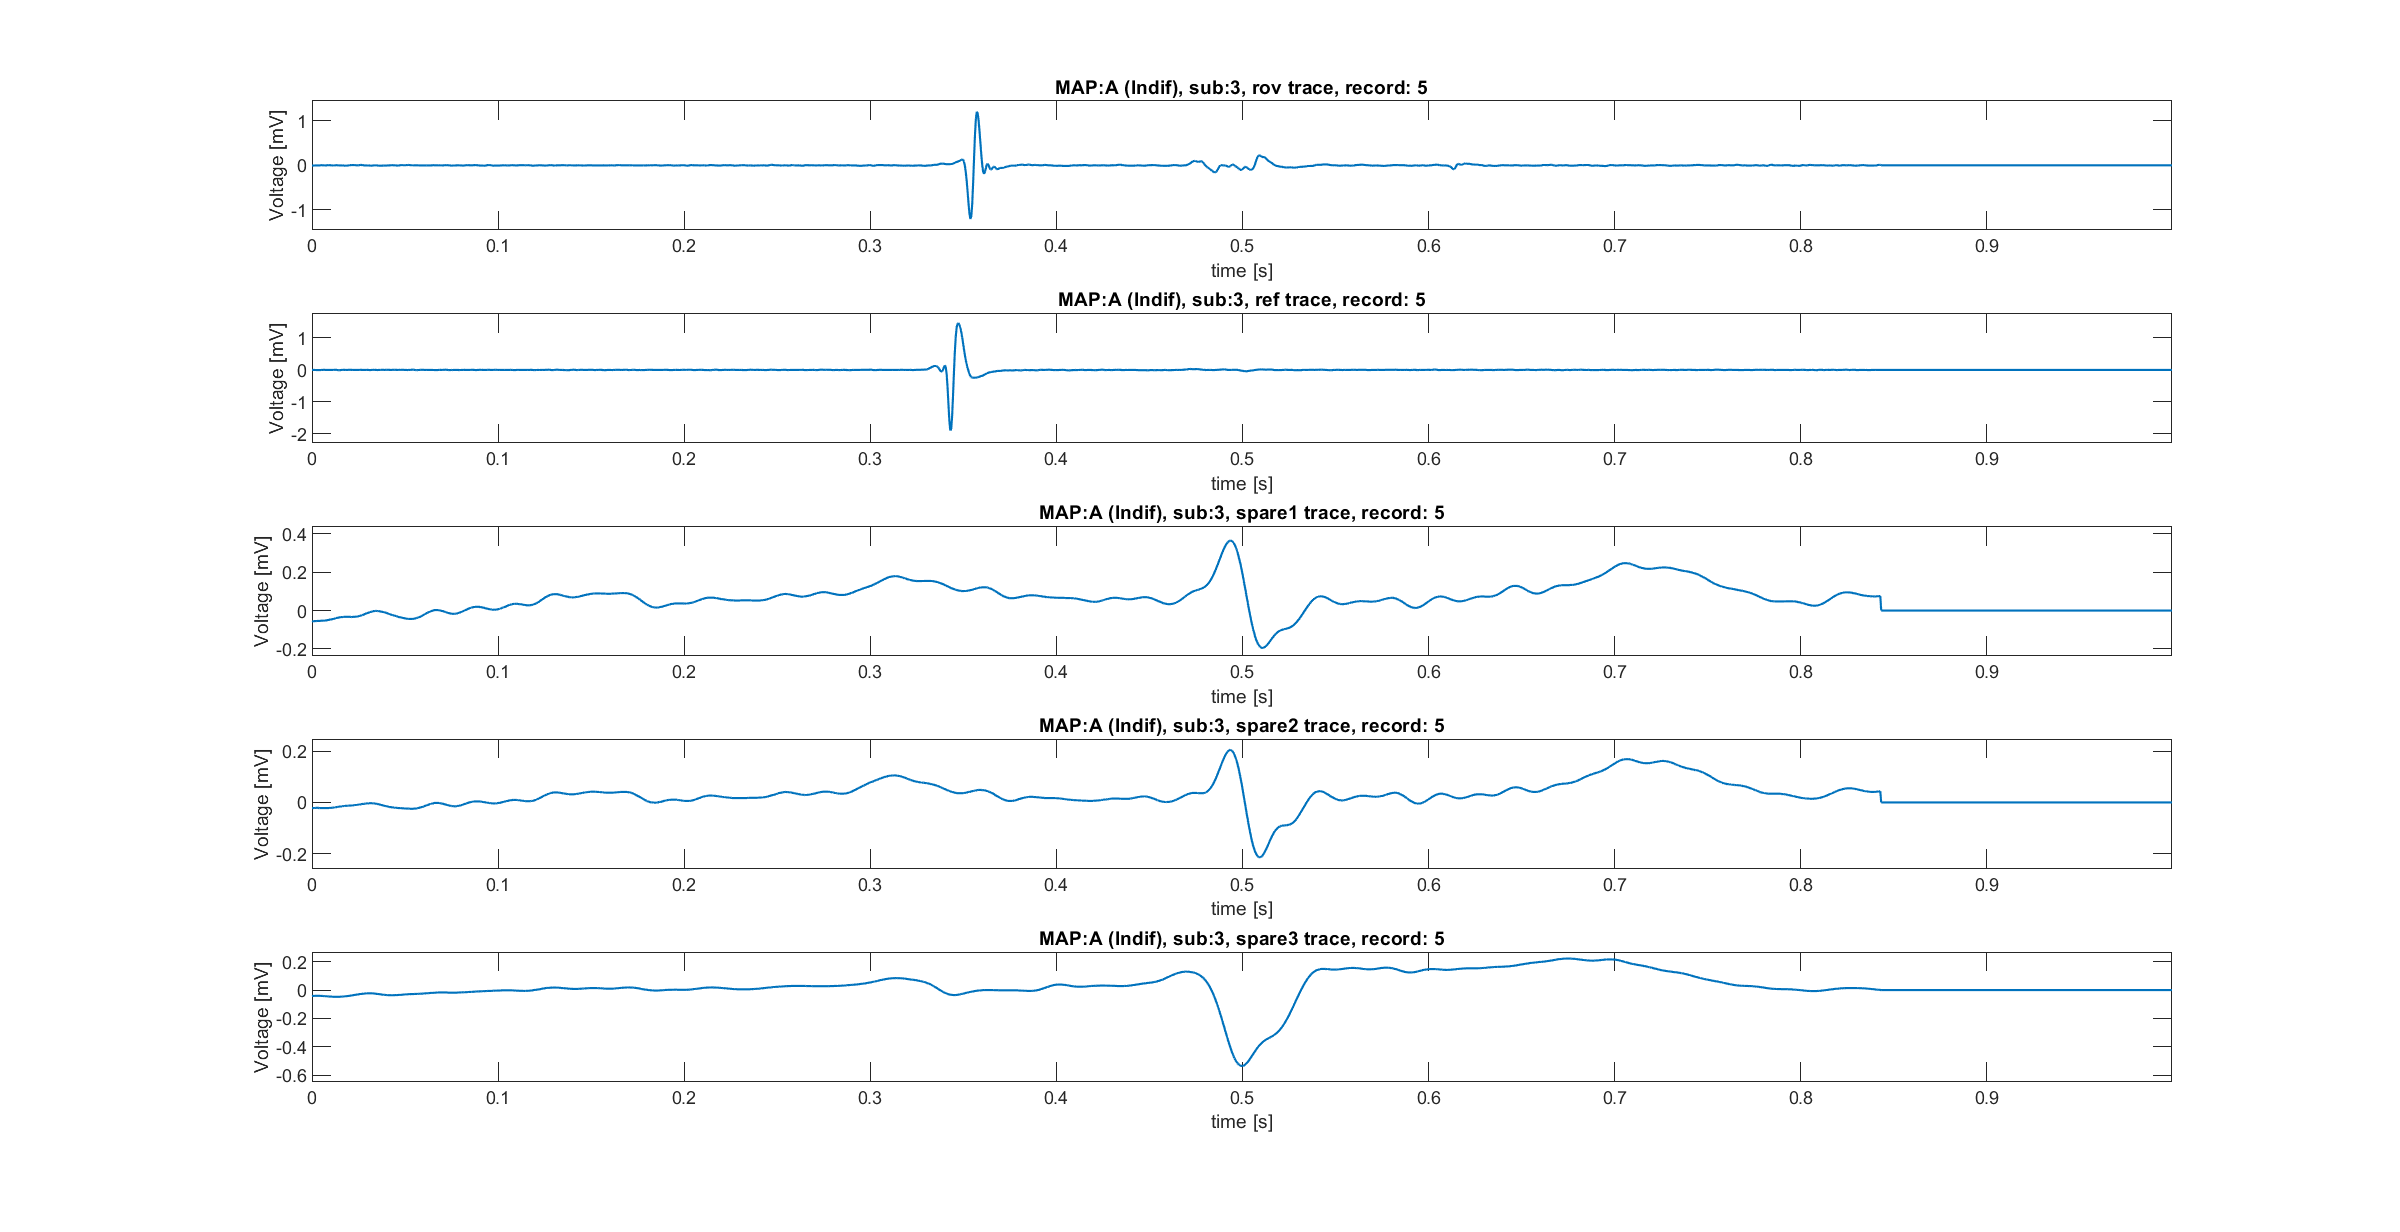 MAP:A (Indif), sub:3, rov trace, record: 5
Voltage [mV]
1
0
-1
0 0.1 0.2 0.3 0.4 0.5 0.6 0.7 0.8 0.9
time [s]
MAP:A (Indif), sub:3, ref trace, record: 5
Voltage [mV]
1
0
-1
-2
0 0.1 0.2 0.3 0.4 0.5 0.6 0.7 0.8 0.9
time [s]
MAP:A (Indif), sub:3, spare1 trace, record: 5
Voltage [mV]
0.4
0.2
0
-0.2
0 0.1 0.2 0.3 0.4 0.5 0.6 0.7 0.8 0.9
time [s]
MAP:A (Indif), sub:3, spare2 trace, record: 5
Voltage [mV]
0.2
0
-0.2
0 0.1 0.2 0.3 0.4 0.5 0.6 0.7 0.8 0.9
time [s]
MAP:A (Indif), sub:3, spare3 trace, record: 5
Voltage [mV]
0.2
0
-0.2
-0.4
-0.6
0 0.1 0.2 0.3 0.4 0.5 0.6 0.7 0.8 0.9
time [s]